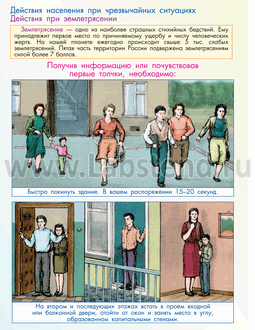 Действия населения при чрезвычайных ситуациях
Действия при землетрясении
Землетрясение — одно из наиболее страшных стихийных бедствий. Ему
принадлежит первое место по причиняемому ущербу и числу человеческих
жертв. На нашей планете ежегодно происходит свыше 5 тыс. слабых
землетрясений. Пятая часть территории России подвержена землетрясениям
силой более 7 баллов.
Получив информацию или почувствовав
первые толчки, необходимо:
www.Labstend.ru
Быстро покинуть здание. В вашем распоряжении 15–20 секунд.
На втором и последующих этажах встать в проем входной
или балконной двери, отойти от окон и занять место в углу,
образованном капитальными стенами.